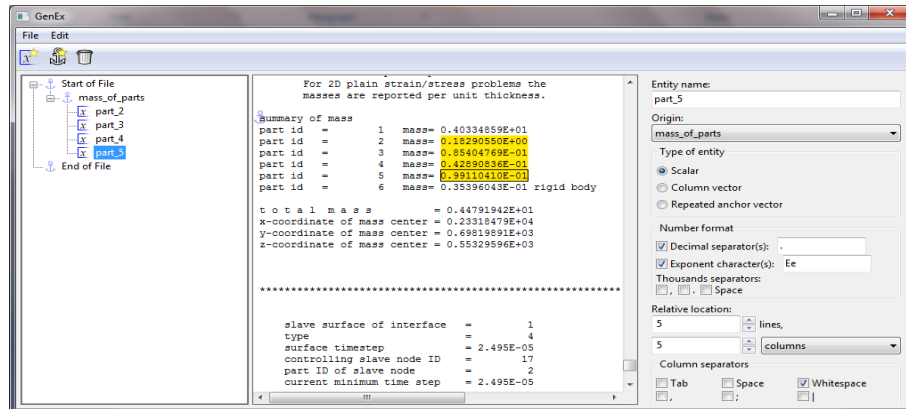 GenEx
File Edit
Start of File
mass_of_parts
x part_2
x part_3
x part_4
x part_5
End of File
For 2D plain strain/stress problems the
masses are reported per unit thickness.
summary of mass
part id = 1 mass= 0.40334859E+01
part id = 2 mass= 0.18290550E+00
part id = 3 mass= 0.85404769E-01
part id = 4 mass= 0.42890836E-01
part id = 5 mass= 0.99110410E-01
part id = 6 mass= 0.35396043E-01 rigid body
t o t a l m a s s = 0.44791942E+01
x-coordinate of mass center = 0.23318479E+04
y-coordinate of mass center = 0.69819891E+03
z-coordinate of mass center = 0.55329596E+03
************************************************************
slave surface of interface = 1
type = 4
surface timestep = 2.495E-05
controlling slave node ID = 17
part ID of slave node = 2
current minimum time step = 2.495E-05
Entity name:
part_5
Origin:
mass_of_parts
Type of entity
Scalar
Column vector
Repeated anchor vector
Number format
Decimal separator(s): .
Exponent character(s): Ee
Thousands separators:
, . Space
Relative location:
5 lines,
5 columns
Column separators
Tab Space Whitespace
, ; |